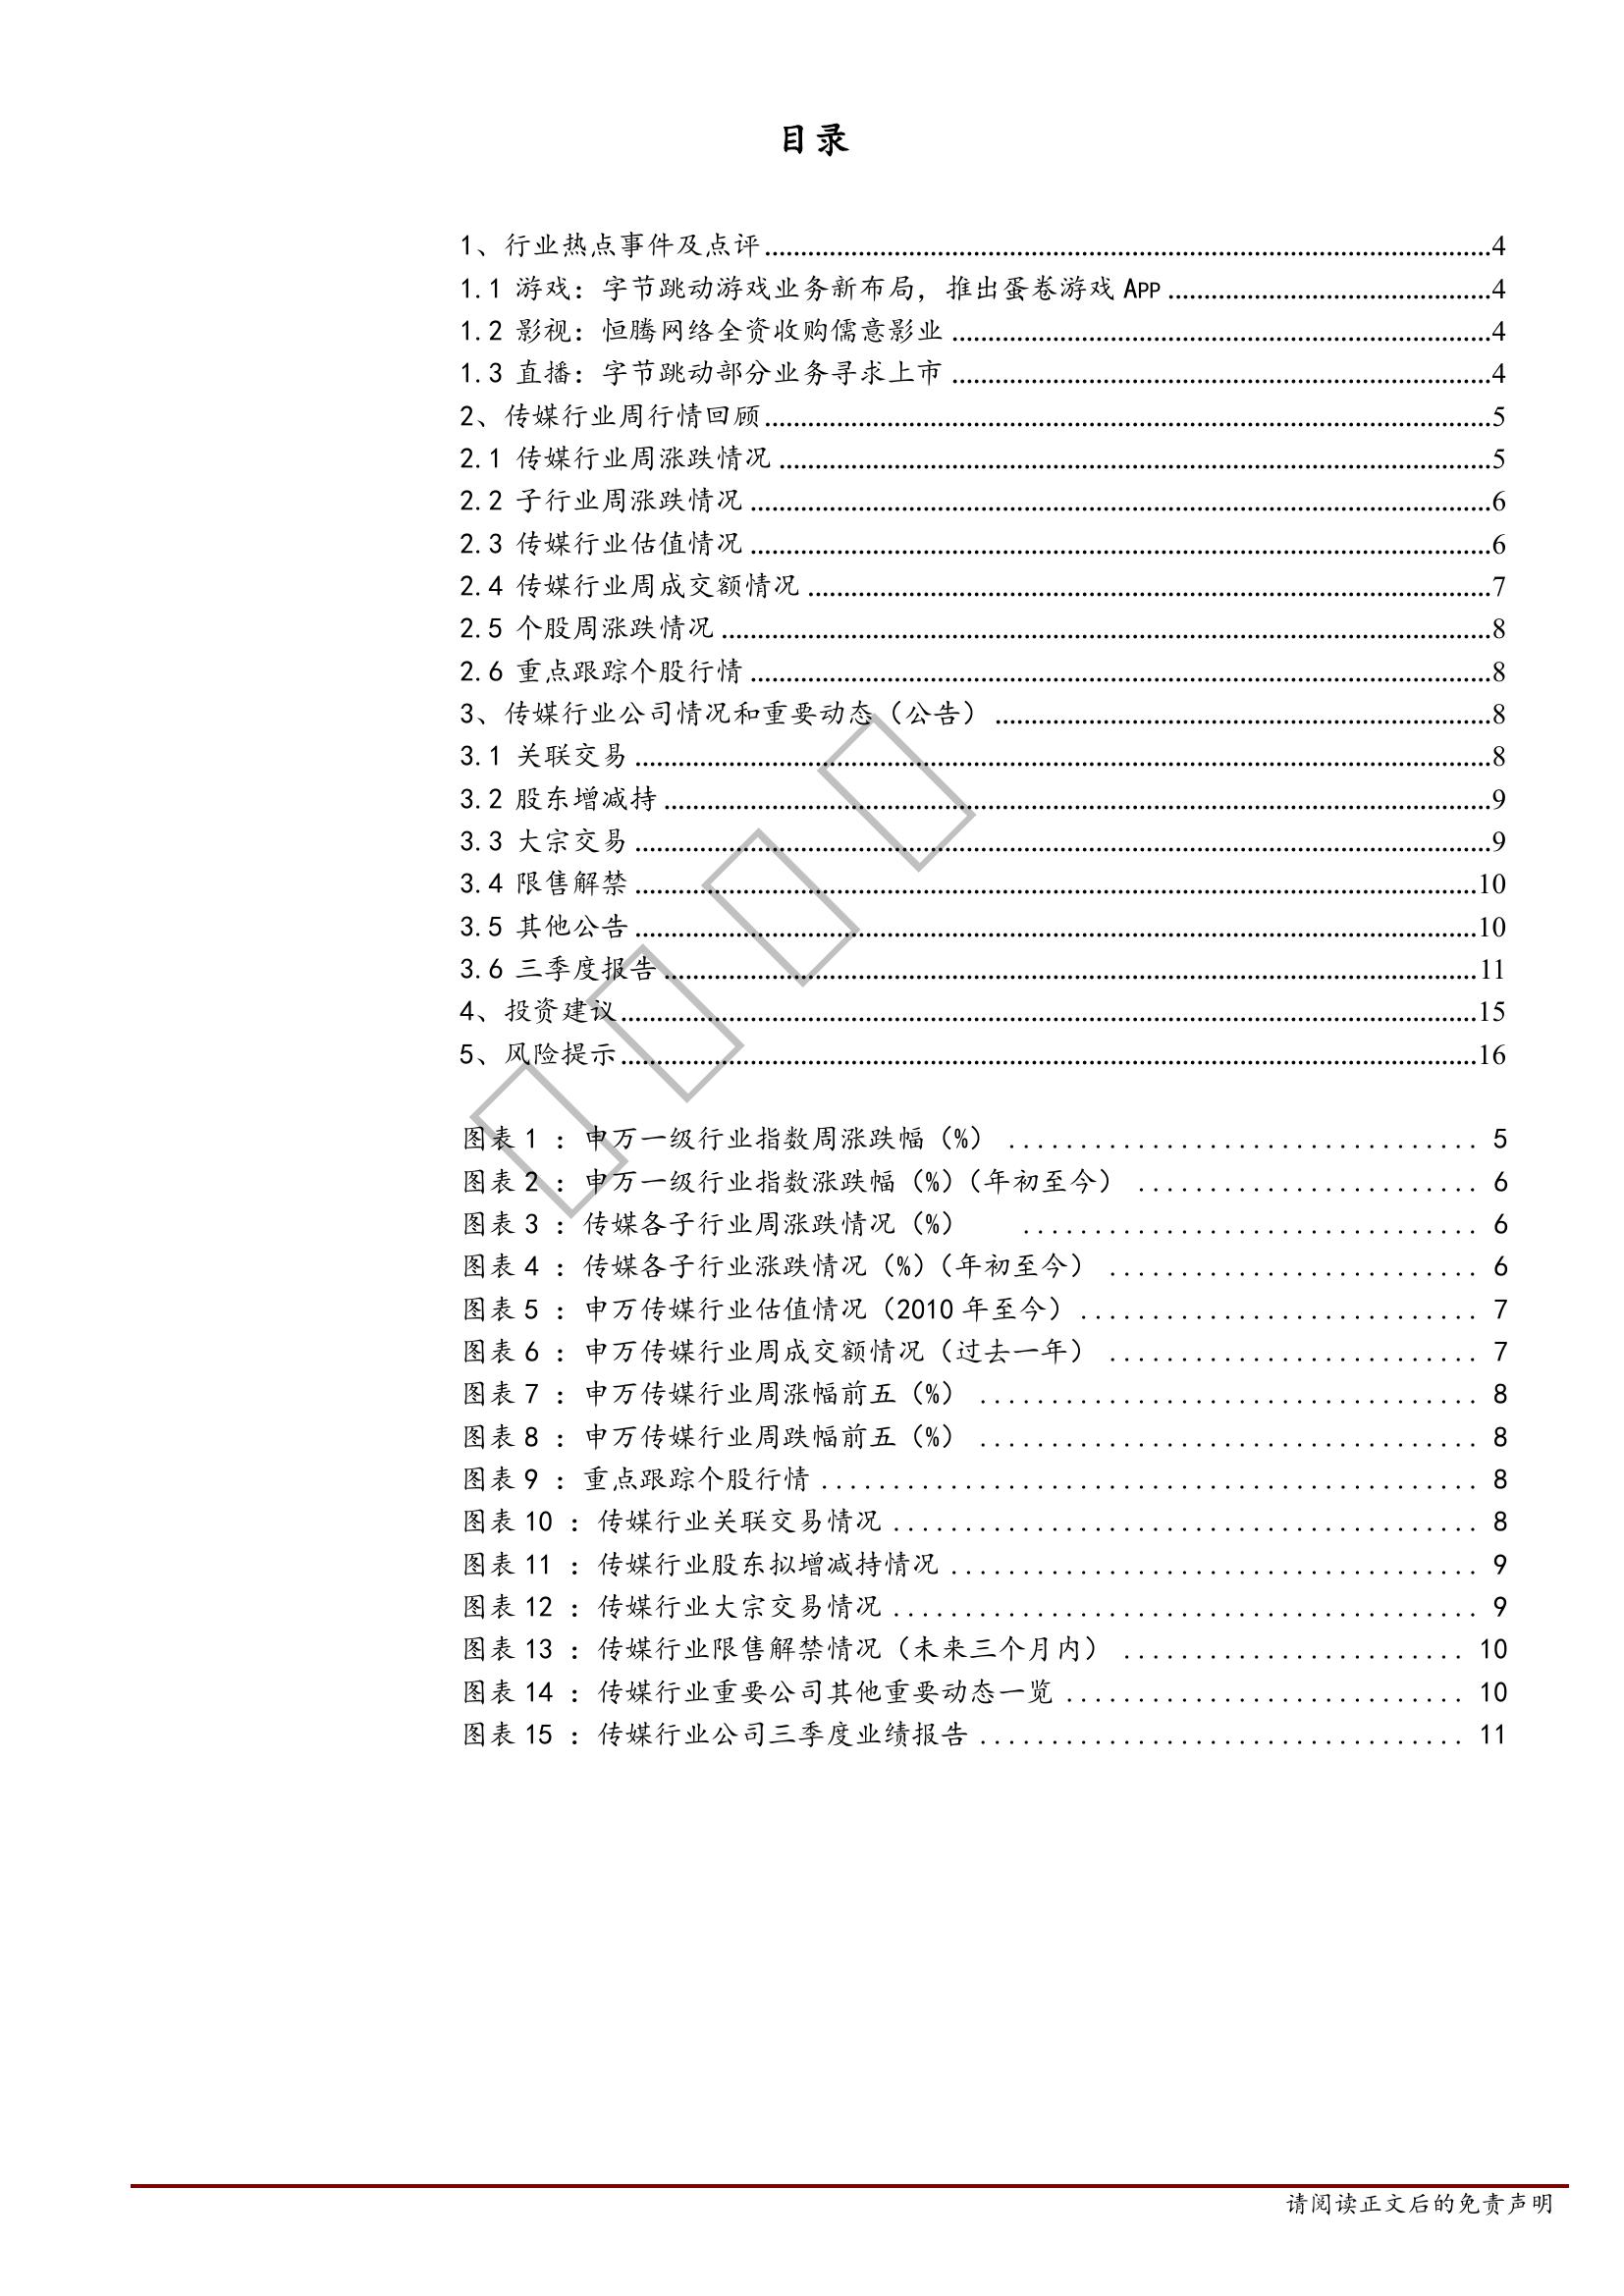 目录
1、行业热点事件及点评..........4
1.1 游戏：字节跳动游戏业务新布局，推出蛋卷游戏 APP..........4
1.2 影视：恒腾网络全资收购儒意影业..........4
1.3 直播：字节跳动部分业务寻求上市..........4
2、传媒行业周行情回顾..........5
2.1 传媒行业周涨跌情况..........5
2.2 子行业周涨跌情况..........6
2.3 传媒行业估值情况..........6
2.4 传媒行业周成交额情况..........7
2.5 个股周涨跌情况..........8
2.6 重点跟踪个股行情..........8
3、传媒行业公司情况和重要动态（公告）..........8
3.1 关联交易..........8
3.2 股东增减持..........9
3.3 大宗交易..........9
3.4 限售解禁..........10
3.5 其他公告..........10
3.6 三季度报告..........11
4、投资建议..........15
5、风险提示..........16
图表 1 ：申万一级行业指数周涨跌幅（%） .......... 5
图表 2 ：申万一级行业指数涨跌幅（%）（年初至今） .......... 6
图表 3 ：传媒各子行业周涨跌情况（%） .......... 6
图表 4 ：传媒各子行业涨跌情况（%）（年初至今） .......... 6
图表 5 ：申万传媒行业估值情况（2010 年至今）.......... 7
图表 6 ：申万传媒行业周成交额情况（过去一年） .......... 7
图表 7 ：申万传媒行业周涨幅前五（%） .......... 8
图表 8 ：申万传媒行业周跌幅前五（%） .......... 8
图表 9 ：重点跟踪个股行情 .......... 8
图表 10 ：传媒行业关联交易情况 .......... 8
图表 11 ：传媒行业股东拟增减持情况 .......... 9
图表 12 ：传媒行业大宗交易情况 .......... 9
图表 13 ：传媒行业限售解禁情况（未来三个月内） .......... 10
图表 14 ：传媒行业重要公司其他重要动态一览 .......... 10
图表 15 ：传媒行业公司三季度业绩报告 .......... 11
请阅读正文后的免责声明